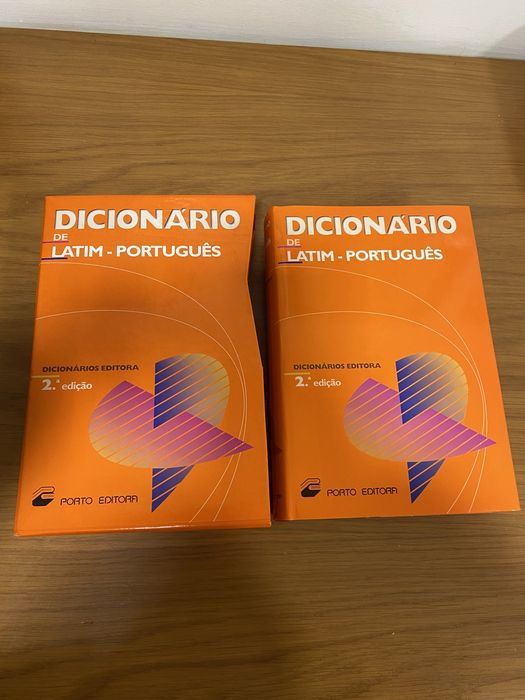 DICIONÁRIO
DE
LATIM - PORTUGUÊS
DICIONÁRIOS EDITORA
2.ª edição
PORTO EDITORA
DICIONÁRIO
DE
LATIM - PORTUGUÊS
DICIONÁRIOS EDITORA
2.ª edição
PORTO EDITORA